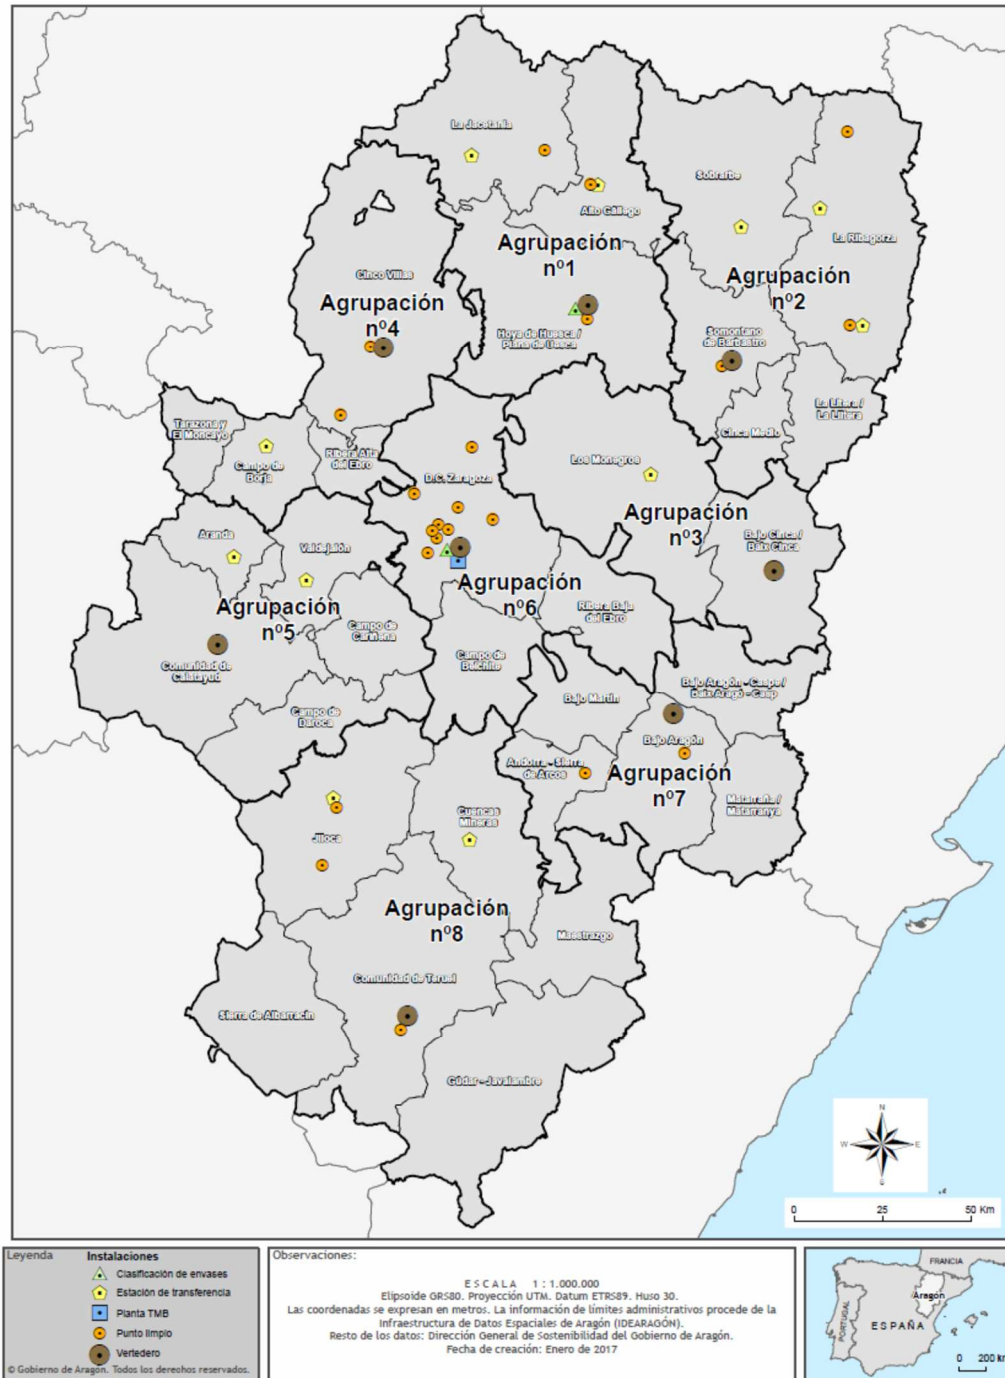 La Jacetania
Sobrarbe
Alto Gállego
La Ribagorza
Agrupación
nº1
Cinco Villas
Agrupación
nº2
Agrupación
nº4
Hoya de Huesca /
Plana de Uesca
Somontano
de Barbastro
La Litera /
La Llitera
Tarazona y
El Moncayo
Cinca Medio
Ribera Alta
del Ebro
Campo de
Borja
D.C. Zaragoza
Los Monegros
Agrupación
nº3
Aranda
Valdejalón
Bajo Cinca /
Baix Cinca
Agrupación
nº6
Agrupación
nº5
Ribera Baja
del Ebro
Campo de
Cariñena
Comunidad de
Calatayud
Campo de
Belchite
Bajo Aragón - Caspe /
Baix Aragó - Casp
Bajo Martín
Campo de
Daroca
Bajo Aragón
Andorra - Sierra
de Arcos
Agrupación
nº7
Matarraña /
Matarranya
Cuencas
Mineras
Jiloca
Agrupación
nº8
Maestrazgo
Comunidad de Teruel
Sierra de Albarracín
Gúdar - Javalambre
N
W
E
S
0 25 50 Km
Leyenda
Instalaciones
Clasificación de envases
Estación de transferencia
Planta TMB
Punto limpio
Vertedero
© Gobierno de Aragón. Todos los derechos reservados.
Observaciones:
ESCALA 1:1.000.000
Elipsoide GRS80. Proyección UTM. Datum ETRS89. Huso 30.
Las coordenadas se expresan en metros. La información de límites administrativos procede de la
Infraestructura de Datos Espaciales de Aragón (IDEARAGÓN).
Resto de los datos: Dirección General de Sostenibilidad del Gobierno de Aragón.
Fecha de creación: Enero de 2017
FRANCIA
Aragón
PORTUGAL
ESPAÑA
0 200 km